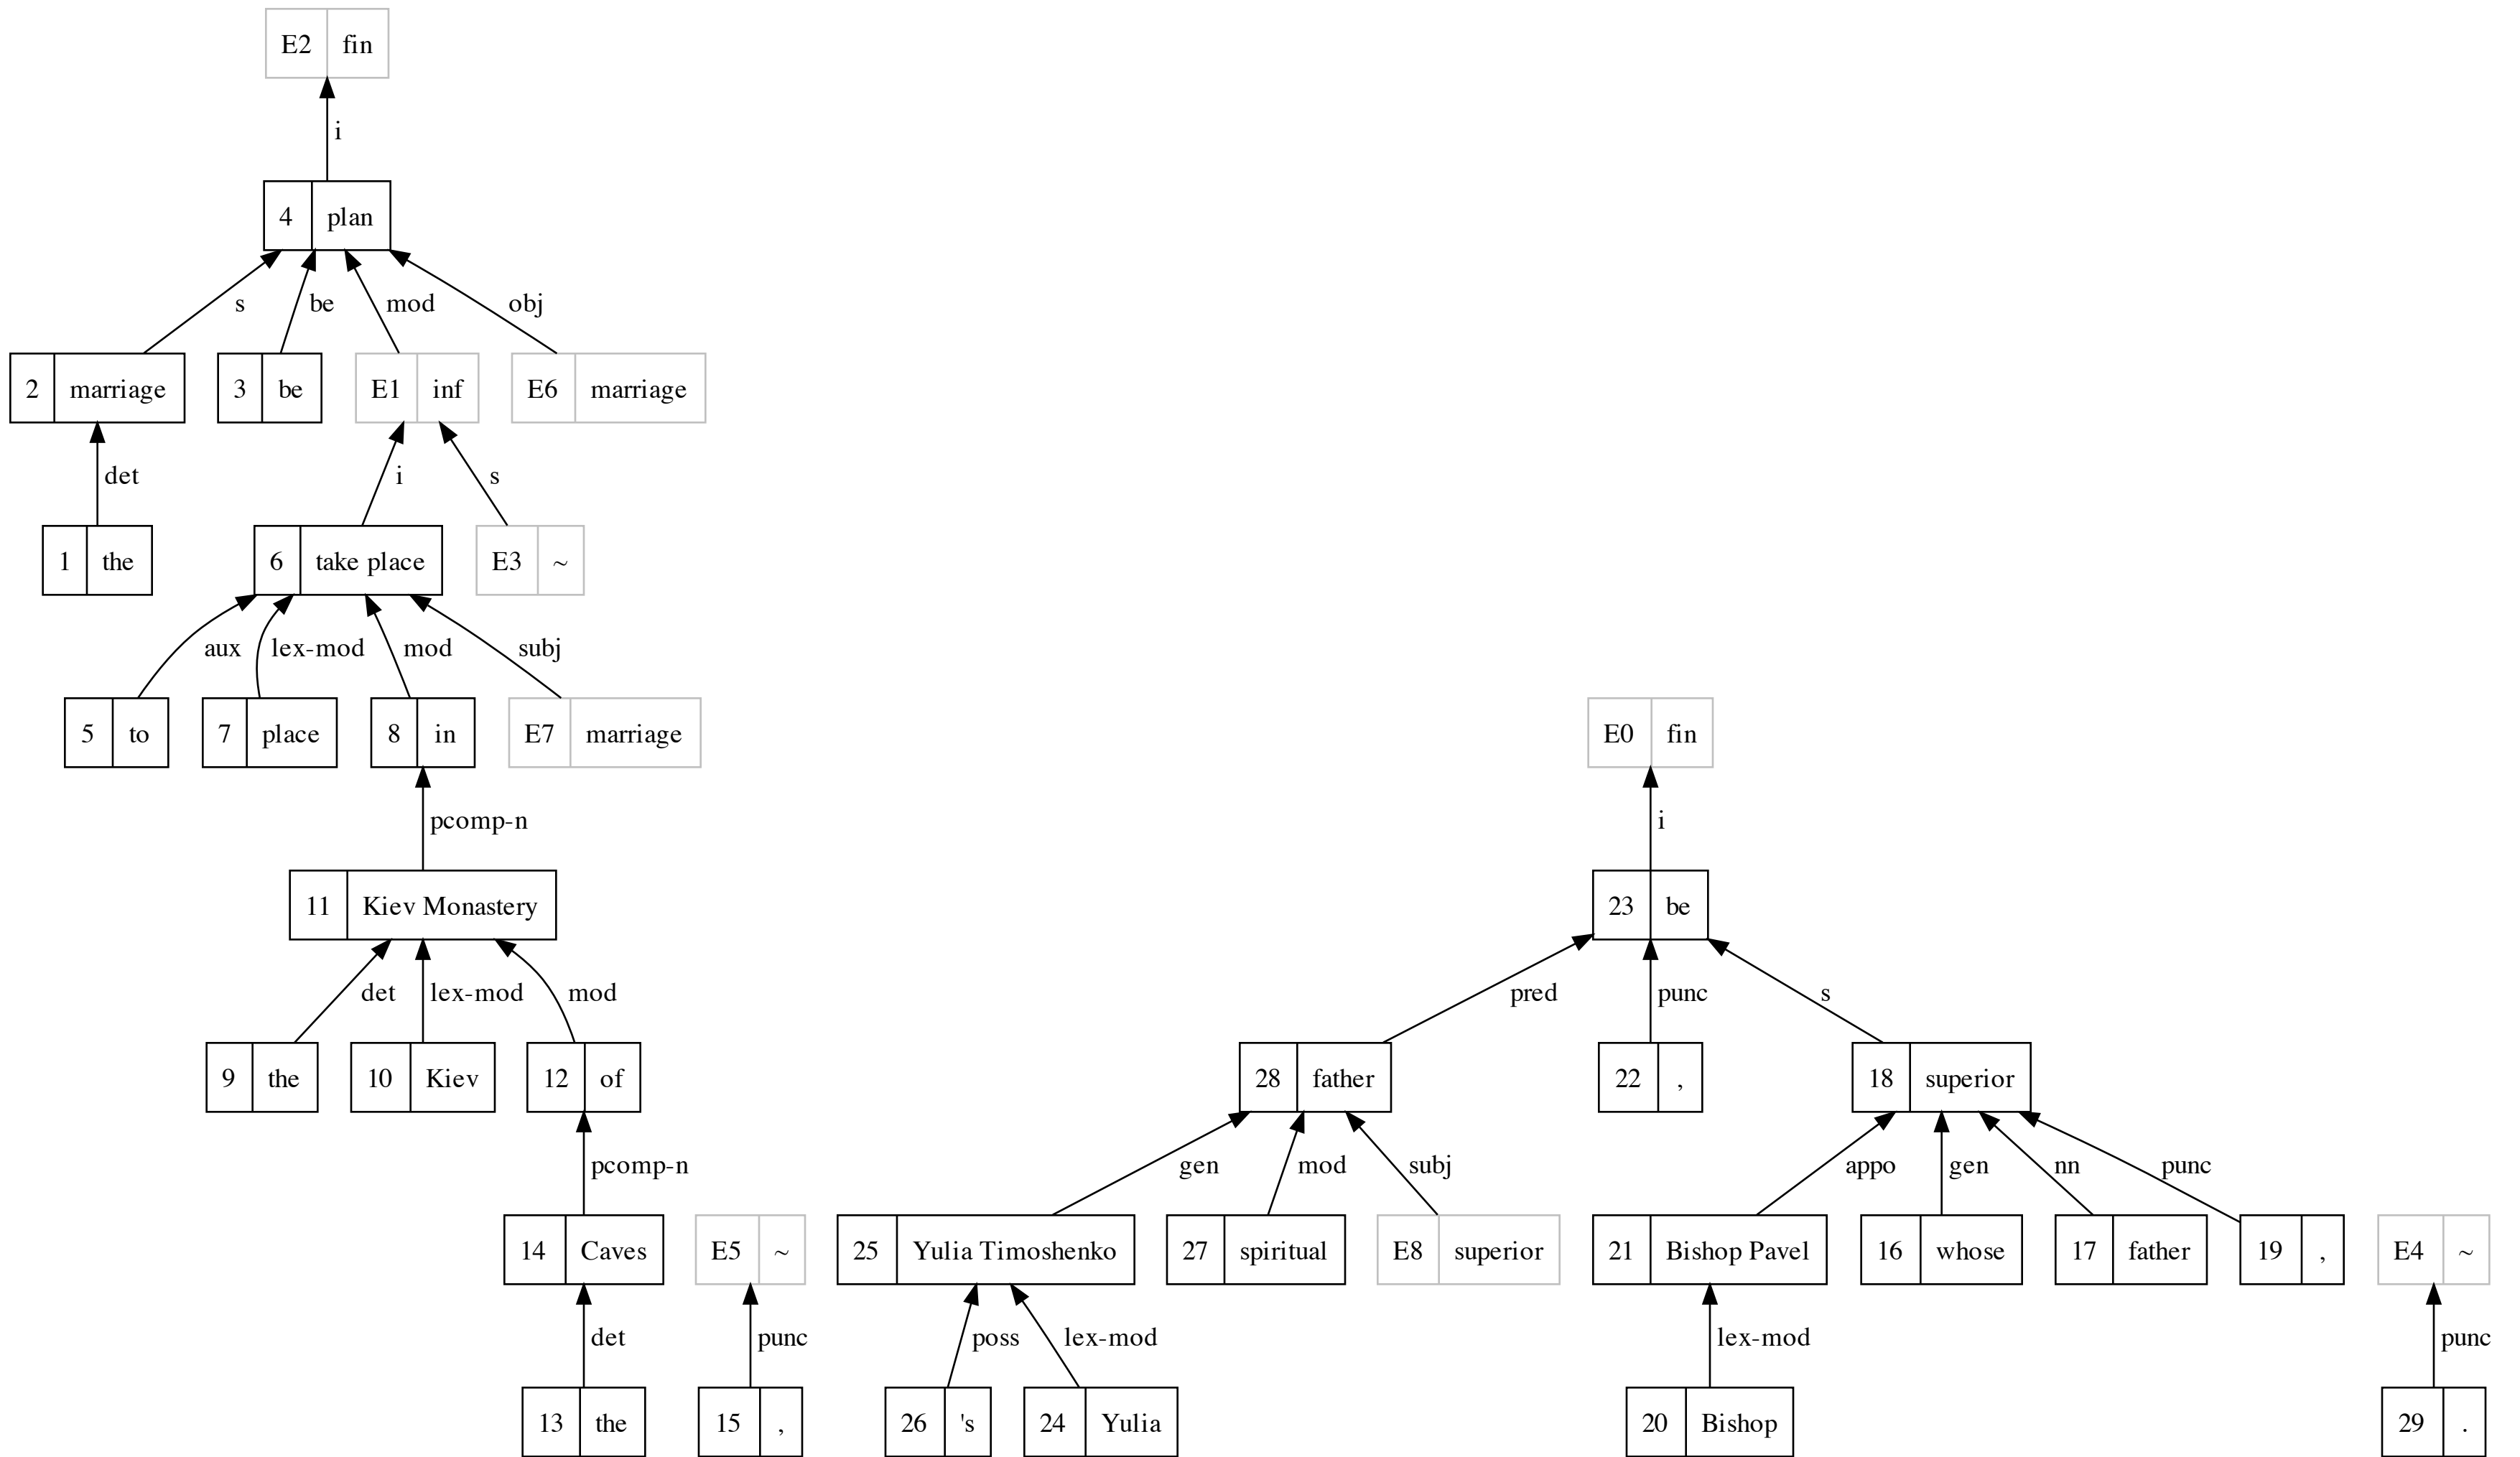 E2 fin
i
4 plan
s be mod obj
2 marriage 3 be E1 inf E6 marriage
det i s
1 the 6 take place E3 ~
aux lex-mod mod subj
5 to 7 place 8 in E7 marriage E0 fin
pcomp-n i
11 Kiev Monastery 23 be
det lex-mod mod pred punc s
9 the 10 Kiev 12 of 28 father 22 , 18 superior
pcomp-n gen mod subj appo gen nn punc
14 Caves E5 ~ 25 Yulia Timoshenko 27 spiritual E8 superior 21 Bishop Pavel 16 whose 17 father 19 , E4 ~
det punc poss lex-mod lex-mod punc
13 the 15 , 26 's 24 Yulia 20 Bishop 29 .